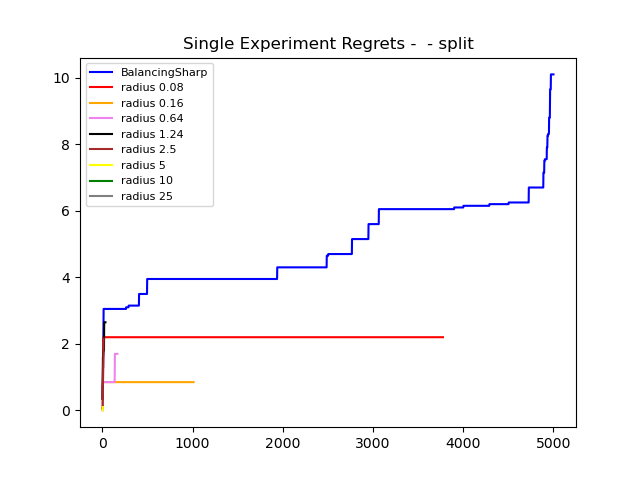 Single Experiment Regrets -  - split
BalancingSharp
radius 0.08
radius 0.16
radius 0.64
radius 1.24
radius 2.5
radius 5
radius 10
radius 25
10
8
6
4
2
0
0 1000 2000 3000 4000 5000